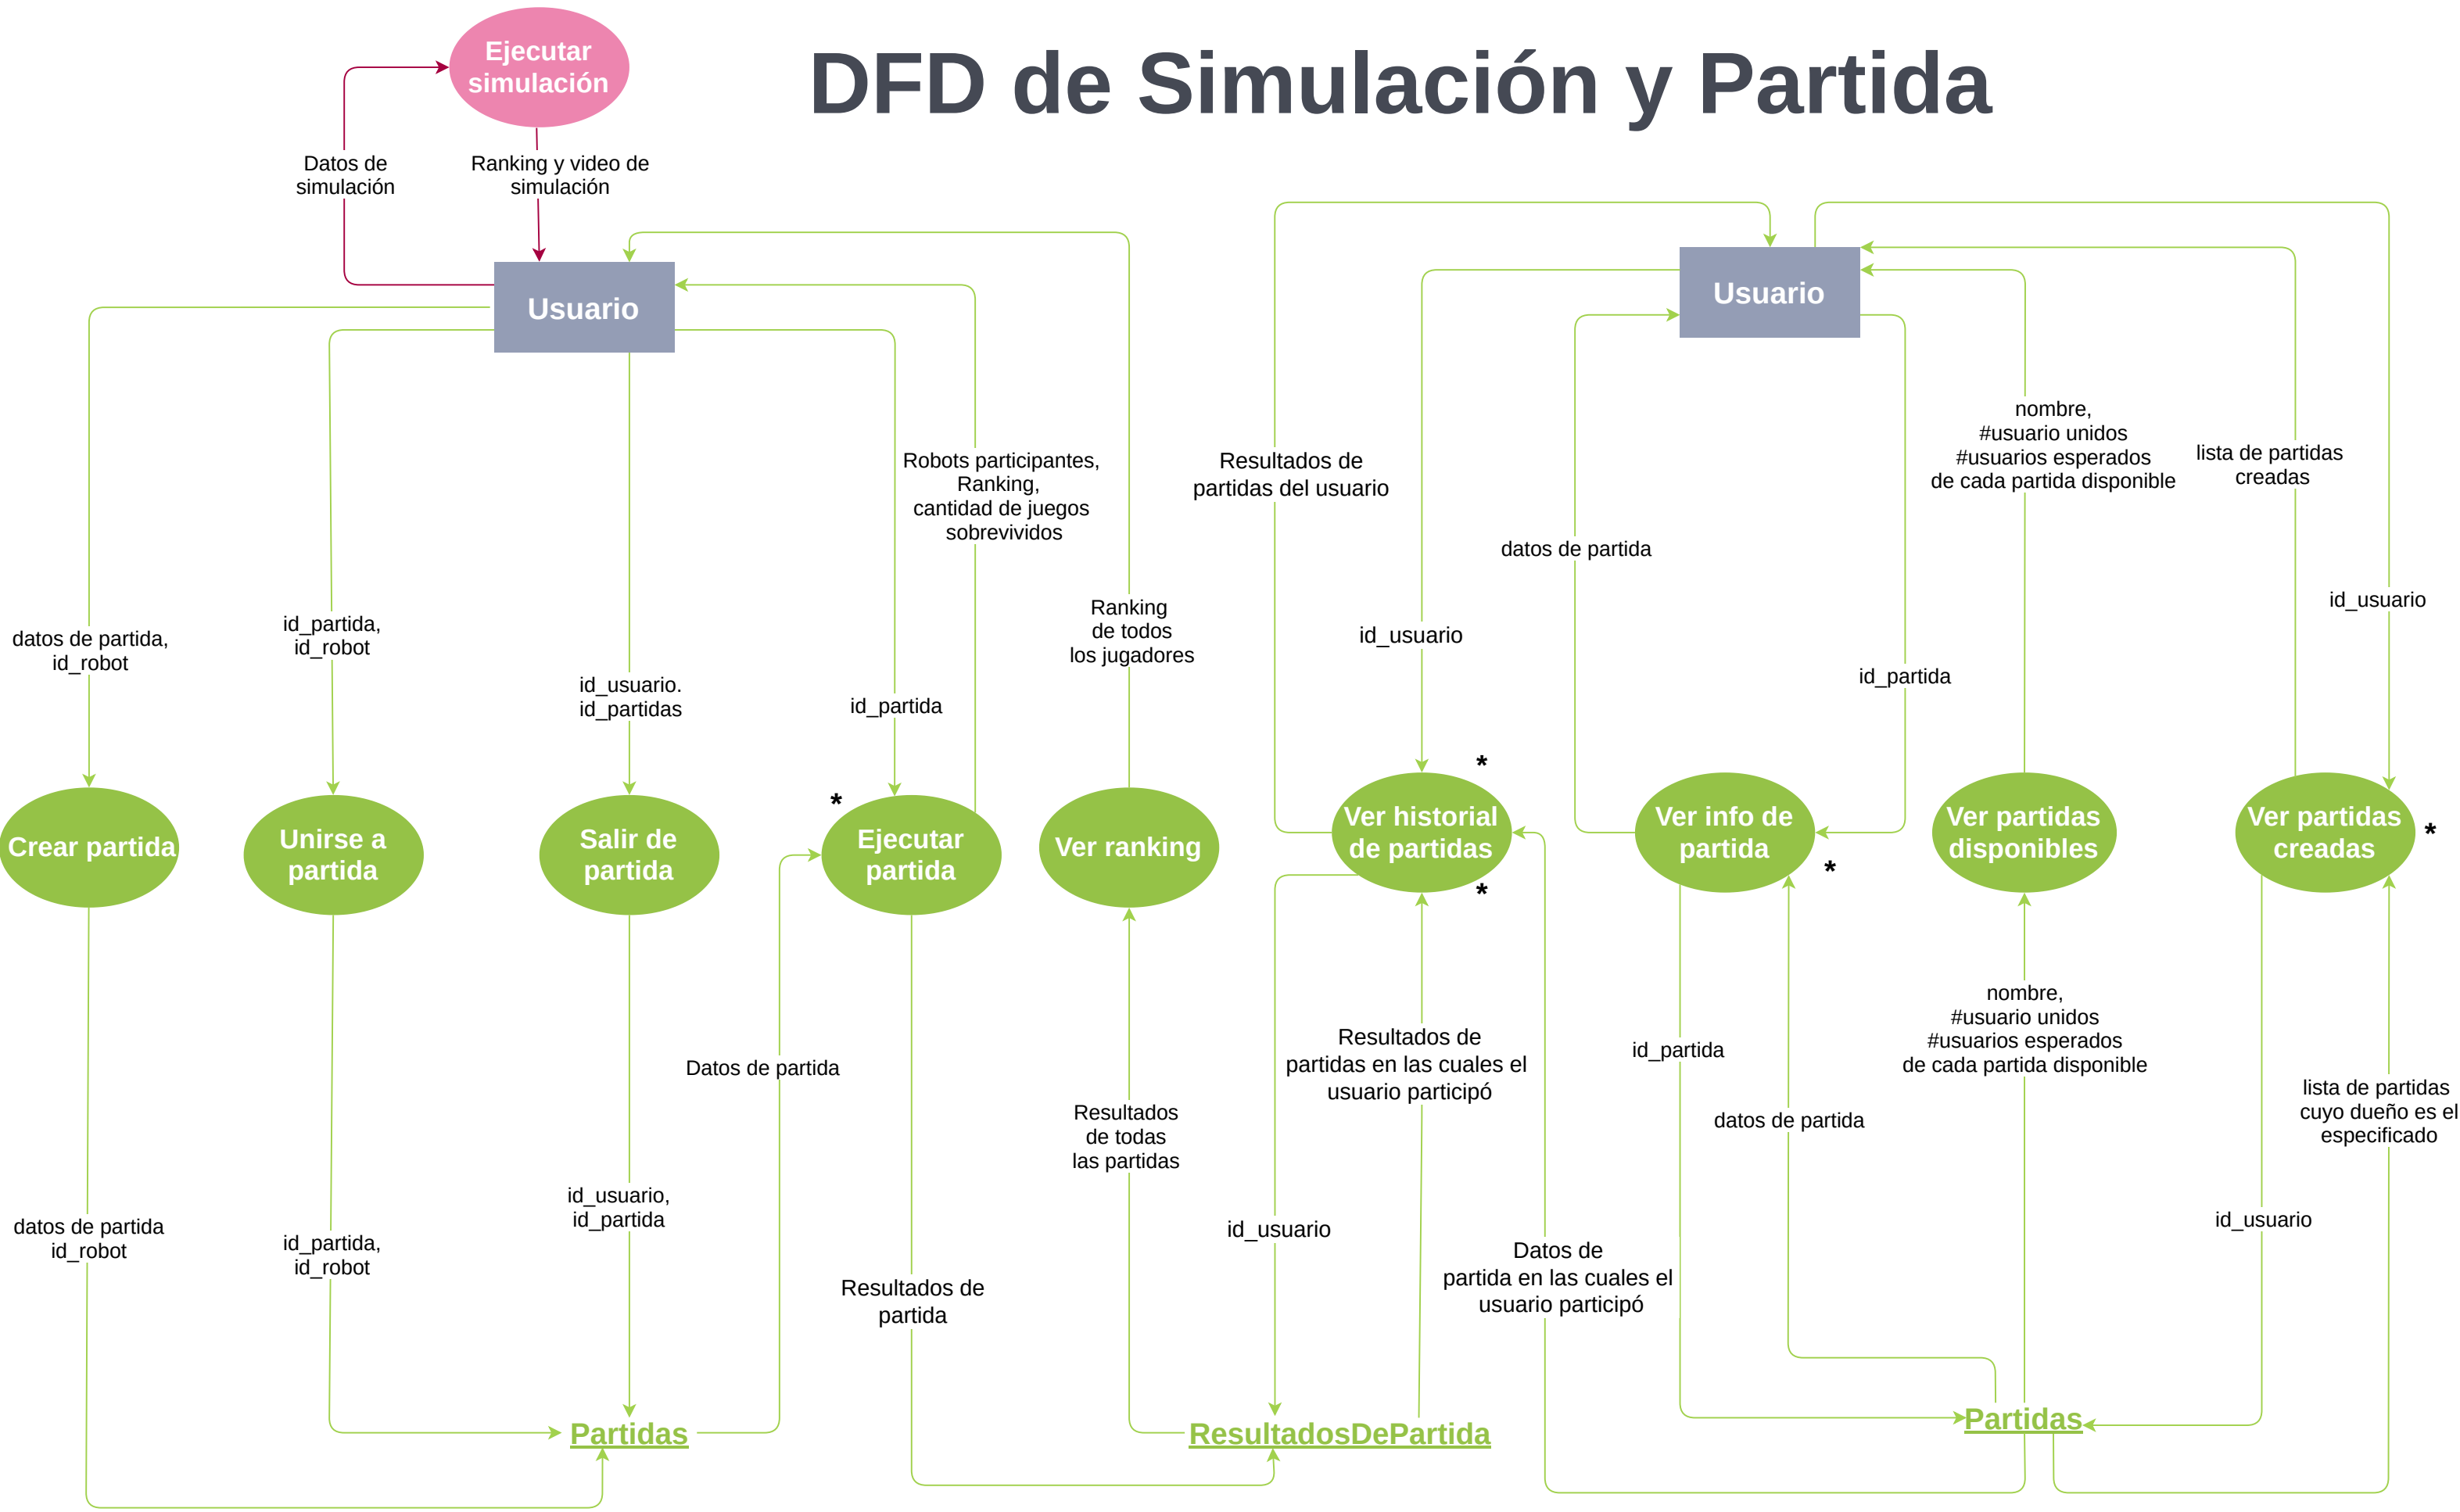 DFD de Simulación y Partida
Ejecutar
simulación
Datos de
simulación
Ranking y video de
simulación
Usuario
Usuario
Robots participantes,
Ranking,
cantidad de juegos
sobrevividos
Resultados de
partidas del usuario
nombre,
#usuario unidos
#usuarios esperados
de cada partida disponible
lista de partidas
creadas
datos de partida
id_usuario
datos de partida,
id_robot
id_partida,
id_robot
id_usuario.
id_partidas
id_partida
Ranking
de todos
los jugadores
id_usuario
id_partida
*
*
*
*
*
Crear partida
Unirse a
partida
Salir de
partida
Ejecutar
partida
Ver ranking
Ver historial
de partidas
Ver info de
partida
Ver partidas
disponibles
Ver partidas
creadas
Datos de partida
Resultados
de todas
las partidas
Resultados de
partidas en las cuales el
usuario participó
id_partida
datos de partida
nombre,
#usuario unidos
#usuarios esperados
de cada partida disponible
lista de partidas
cuyo dueño es el
especificado
datos de partida
id_robot
id_partida,
id_robot
id_usuario,
id_partida
Resultados de
partida
id_usuario
Datos de
partida en las cuales el
usuario participó
id_usuario
Partidas
ResultadosDePartida
Partidas